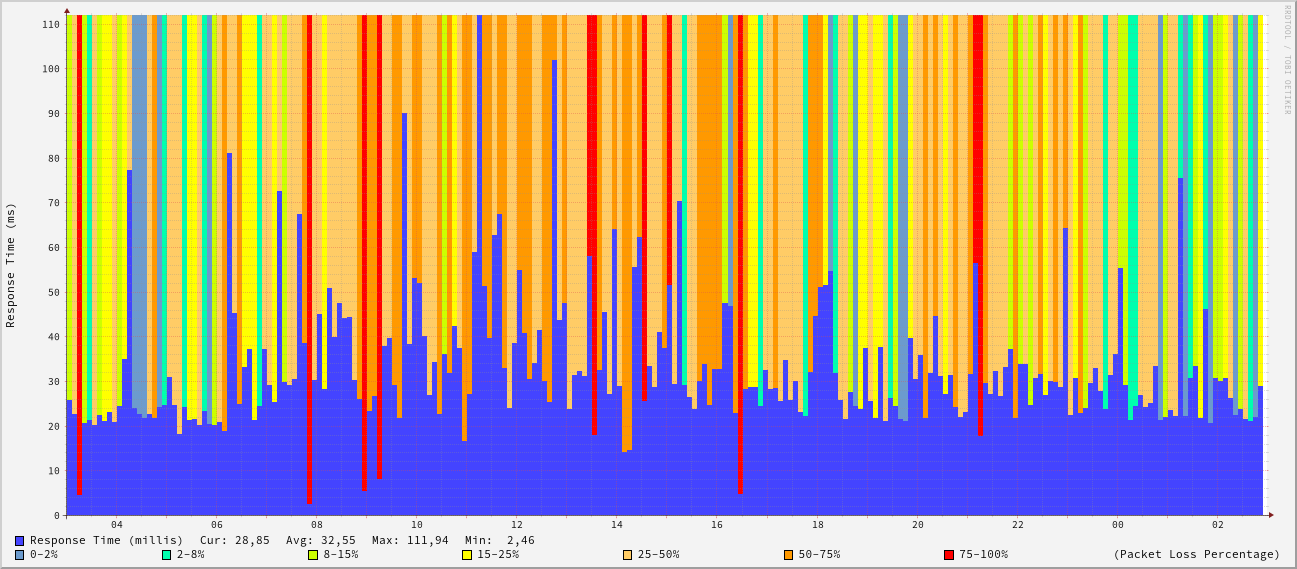 RRDTOOL / TOBI OETIKER
Response Time (ms)
110
100
90
80
70
60
50
40
30
20
10
0
04 06 08 10 12 14 16 18 20 22 00 02
Response Time (millis) Cur: 28,85 Avg: 32,55 Max: 111,94 Min: 2,46
0-2% 2-8% 8-15% 15-25% 25-50% 50-75% 75-100% (Packet Loss Percentage)